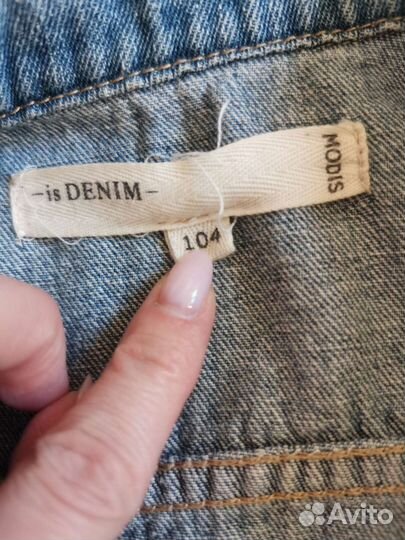 -is DENIM-
MODIS
104
Avito